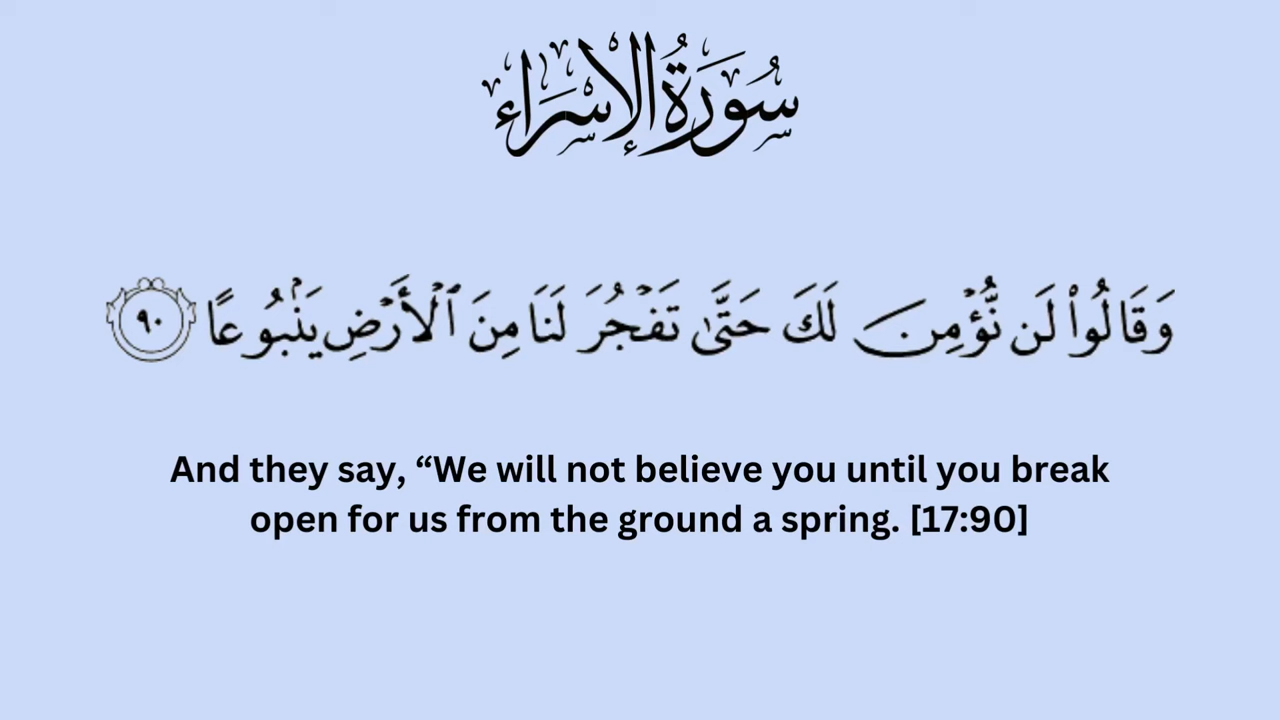 سُورَةُ الإِسْرَاءِ
وَقَالُوا۟ لَن نُّؤْمِنَ لَكَ حَتَّىٰ تَفْجُرَ لَنَا مِنَ ٱلْأَرْضِ يَنۢبُوعًا ٩٠
And they say, “We will not believe you until you break
open for us from the ground a spring. [17:90]